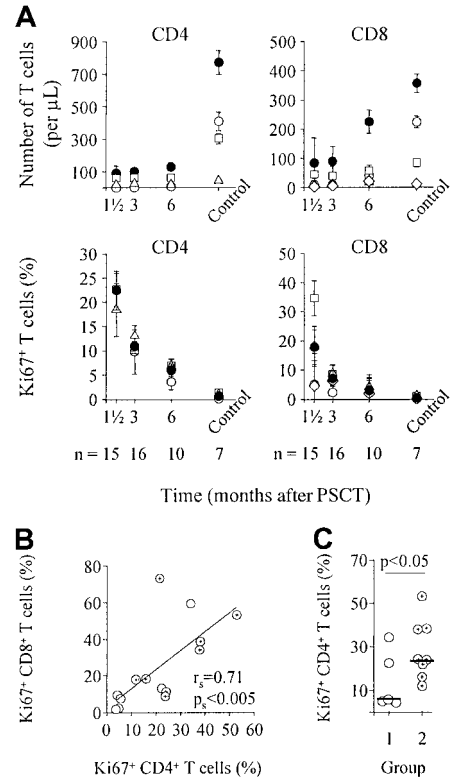 A
CD4
CD8
Number of T cells
(per μL)
900
700
500
300
100
1½ 3 6 Control
500
400
300
200
100
0
1½ 3 6 Control
CD4
CD8
Ki67⁺ T cells (%)
30
25
20
15
10
5
0
1½ 3 6 Control
50
40
30
20
10
0
1½ 3 6 Control
n = 15 16 10 7
15 16 10 7
Time (months after PSCT)
B
Ki67⁺ CD8⁺ T cells (%)
80
60
40
20
0
0 10 20 30 40 50 60
rₛ=0.71
pₛ<0.005
Ki67⁺ CD4⁺ T cells (%)
C
Ki67⁺ CD4⁺ T cells (%)
70
50
30
10
p<0.05
1 2
Group